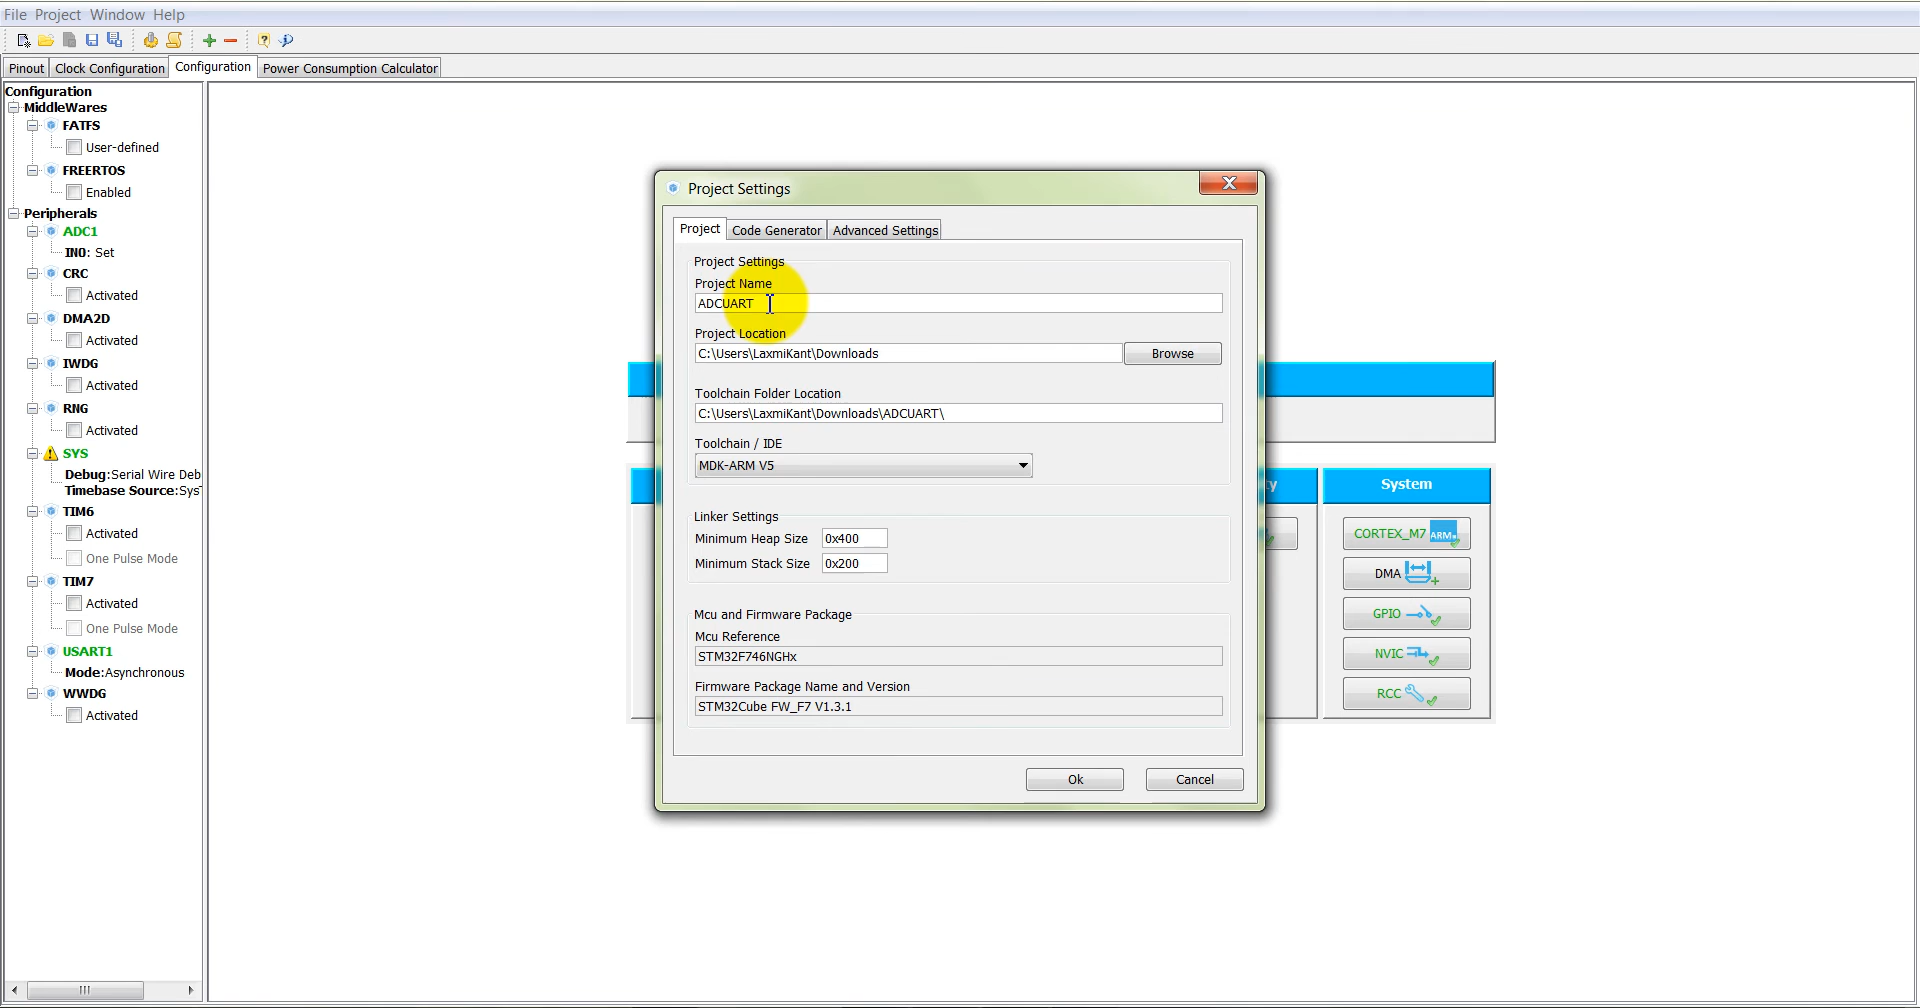 File Project Window Help
Pinout Clock Configuration Configuration Power Consumption Calculator
Configuration
MiddleWares
FATFS
User-defined
FREERTOS
Enabled
Peripherals
ADC1
IN0: Set
CRC
Activated
DMA2D
Activated
IWDG
Activated
RNG
Activated
SYS
Debug:Serial Wire Deb
Timebase Source:Sys
TIM6
Activated
One Pulse Mode
TIM7
Activated
One Pulse Mode
USART1
Mode:Asynchronous
WWDG
Activated
Project Settings
Project Code Generator Advanced Settings
Project Settings
Project Name
ADCUART
Project Location
C:\Users\LaxmiKant\Downloads
Browse
Toolchain Folder Location
C:\Users\LaxmiKant\Downloads\ADCUART\
Toolchain / IDE
MDK-ARM V5
Linker Settings
Minimum Heap Size 0x400
Minimum Stack Size 0x200
Mcu and Firmware Package
Mcu Reference
STM32F746NGHx
Firmware Package Name and Version
STM32Cube FW_F7 V1.3.1
Ok Cancel
ty
System
CORTEX_M7 ARM
DMA
GPIO
NVIC
RCC